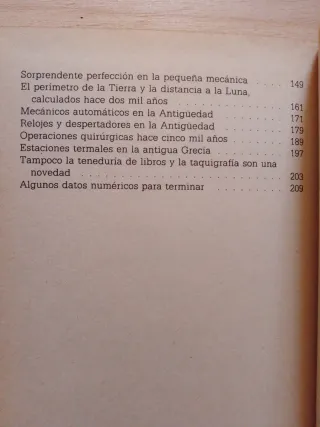 Sorprendente perfección en la pequeña mecánica . . . . 149
El perímetro de la Tierra y la distancia a la Luna,
calculados hace dos mil años . . . . . . . . . . . . . 161
Mecánicos automáticos en la Antigüedad . . . . . . . . 171
Relojes y despertadores en la Antigüedad . . . . . . . 179
Operaciones quirúrgicas hace cinco mil años . . . . . . 189
Estaciones termales en la antigua Grecia . . . . . . . 197
Tampoco la teneduría de libros y la taquigrafía son una
novedad . . . . . . . . . . . . . . . . . . . . . . . 203
Algunos datos numéricos para terminar . . . . . . . . 209